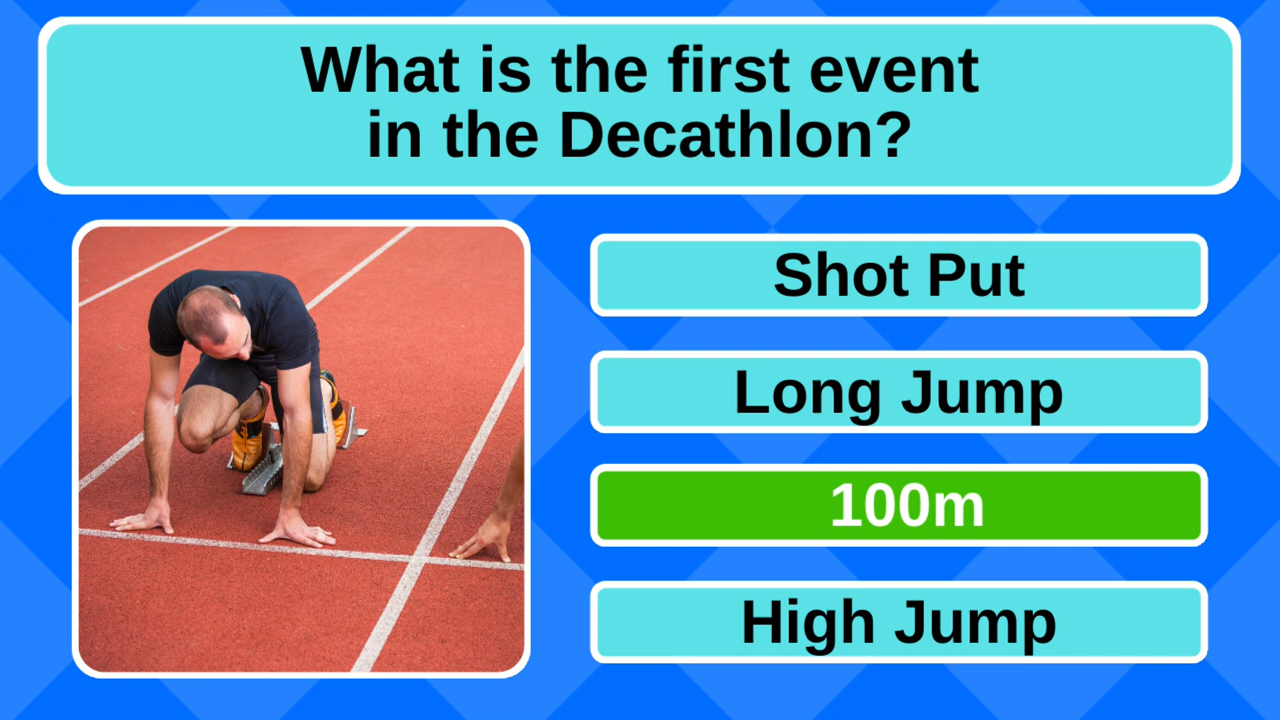 What is the first event
in the Decathlon?
Shot Put
Long Jump
100m
High Jump